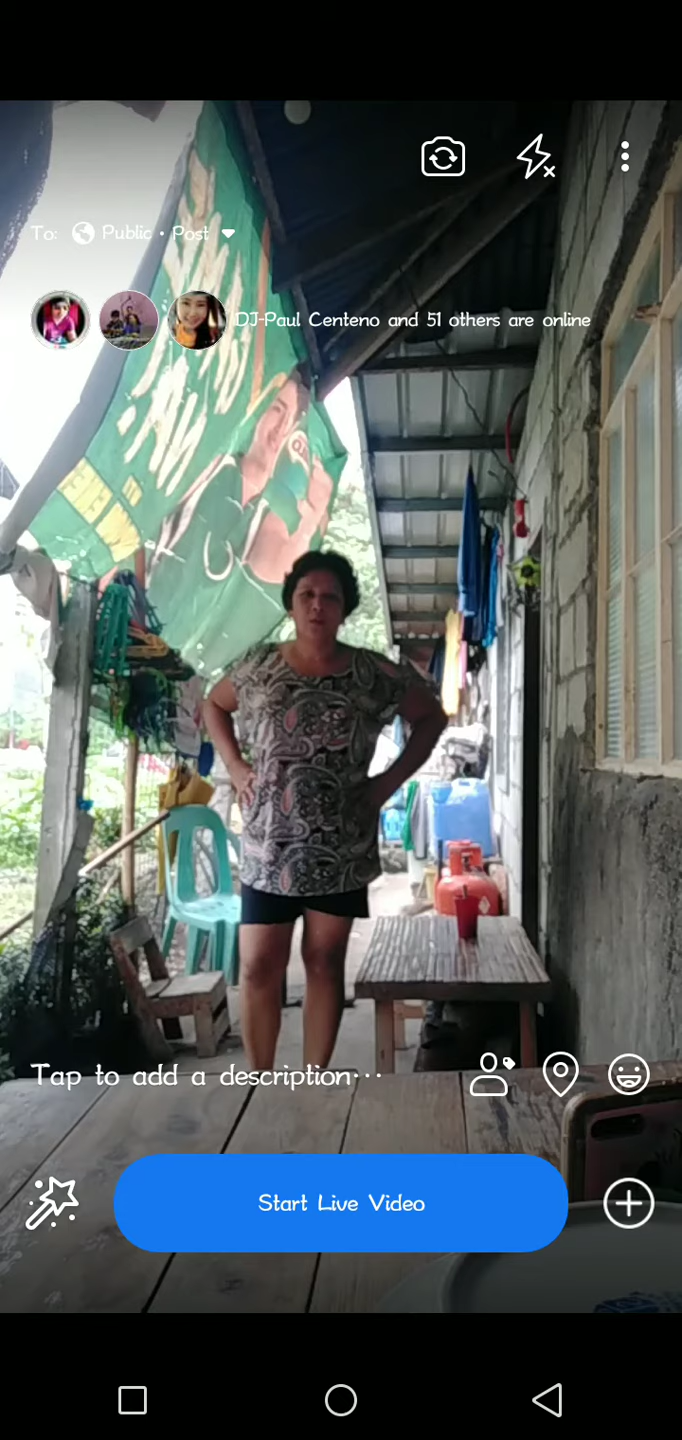 To: Public • Post
DJ-Paul Centeno and 51 others are online
Tap to add a description...
Start Live Video